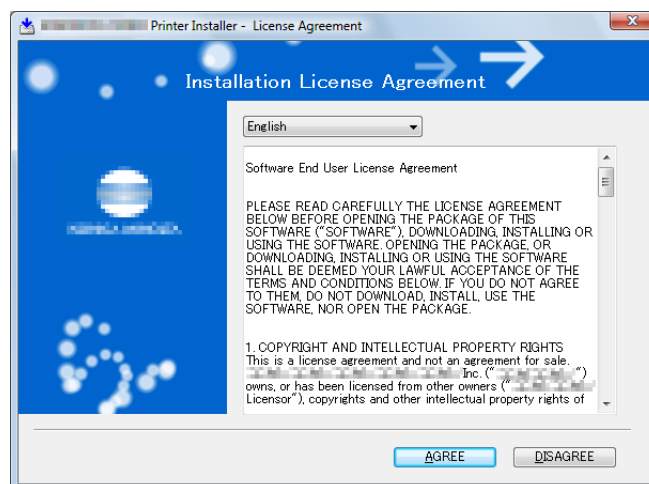 Printer Installer - License Agreement
Installation License Agreement
English
Software End User License Agreement
PLEASE READ CAREFULLY THE LICENSE AGREEMENT
BELOW BEFORE OPENING THE PACKAGE OF THIS
SOFTWARE ("SOFTWARE"), DOWNLOADING, INSTALLING OR
USING THE SOFTWARE. OPENING THE PACKAGE, OR
DOWNLOADING, INSTALLING OR USING THE SOFTWARE
SHALL BE DEEMED YOUR LAWFUL ACCEPTANCE OF THE
TERMS AND CONDITIONS BELOW. IF YOU DO NOT AGREE
TO THEM, DO NOT DOWNLOAD, INSTALL, USE THE
SOFTWARE, NOR OPEN THE PACKAGE.
1. COPYRIGHT AND INTELLECTUAL PROPERTY RIGHTS
This is a license agreement and not an agreement for sale.
Inc. (" ")
owns, or has been licensed from other owners ("
Licensor"), copyrights and other intellectual property rights of
AGREE
DISAGREE